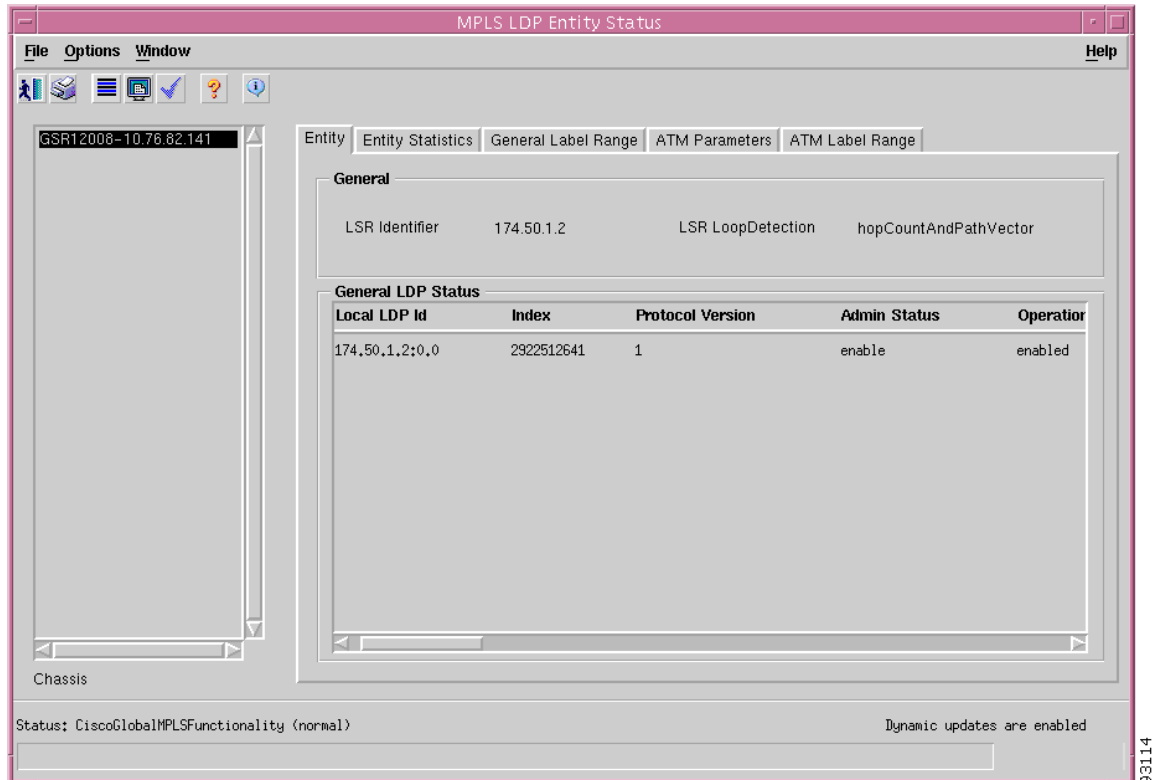 MPLS LDP Entity Status
File Options Window Help
GSR12008-10.76.82.141
Entity Entity Statistics General Label Range ATM Parameters ATM Label Range
General
LSR Identifier 174.50.1.2 LSR LoopDetection hopCountAndPathVector
General LDP Status
Local LDP Id Index Protocol Version Admin Status Operation
174.50.1.2:0.0 2922512641 1 enable enabled
Chassis
Status: CiscoGlobalMPLSFunctionality (normal) Dynamic updates are enabled
93114